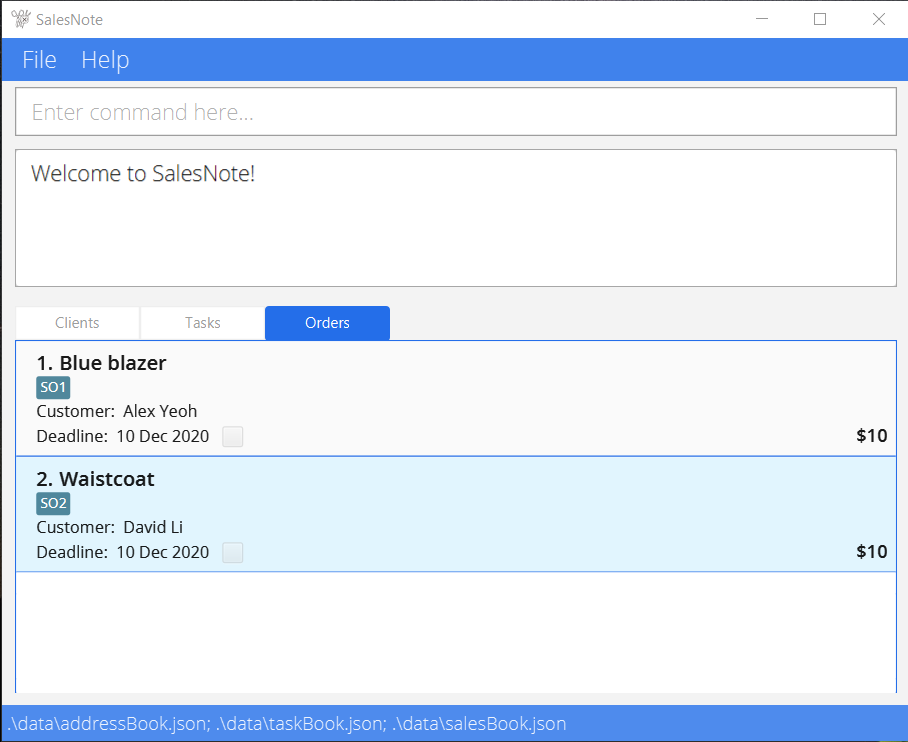 SalesNote
File Help
Enter command here...
Welcome to SalesNote!
Clients Tasks Orders
1. Blue blazer
SO1
Customer: Alex Yeoh
Deadline: 10 Dec 2020 $10
2. Waistcoat
SO2
Customer: David Li
Deadline: 10 Dec 2020 $10
.\data\addressBook.json; .\data\taskBook.json; .\data\salesBook.json